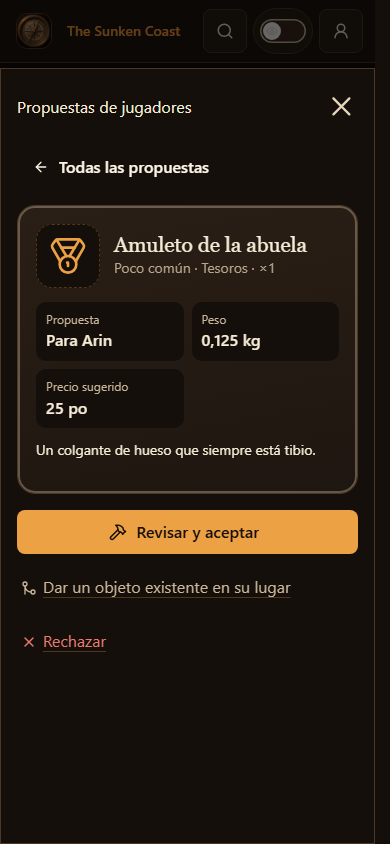 The Sunken Coast
Propuestas de jugadores
Todas las propuestas
Amuleto de la abuela
Poco común · Tesoros · ×1
Propuesta
Para Arin
Peso
0,125 kg
Precio sugerido
25 po
Un colgante de hueso que siempre está tibio.
Revisar y aceptar
Dar un objeto existente en su lugar
Rechazar